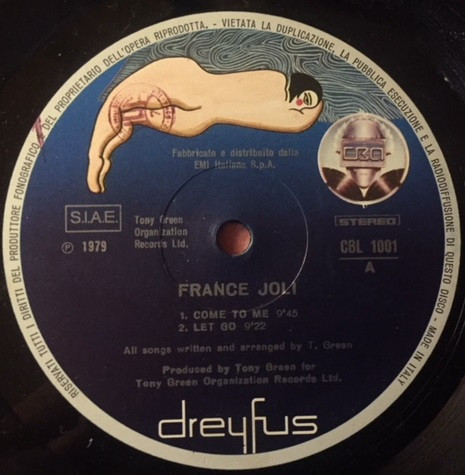 RISERVATI TUTTI I DIRITTI DEL PRODUTTORE FONOGRAFICO E DEL PROPRIETARIO DELL'OPERA RIPRODOTTA. - VIETATA LA DUPLICAZIONE, LA PUBBLICA ESECUZIONE E LA RADIODIFFUSIONE DI QUESTO DISCO - MADE IN ITALY
Fabbricato e distribuito dalla
EMI Italiana S.p.A.
S.I.A.E.
Ⓟ 1979
Tony Green
Organization
Records Ltd.
STEREO
CBL 1001
A
FRANCE JOLI
1. COME TO ME 9'45
2. LET GO 9'22
All songs written and arranged by T. Green
Produced by Tony Green for
Tony Green Organization Records Ltd.
dreyfus